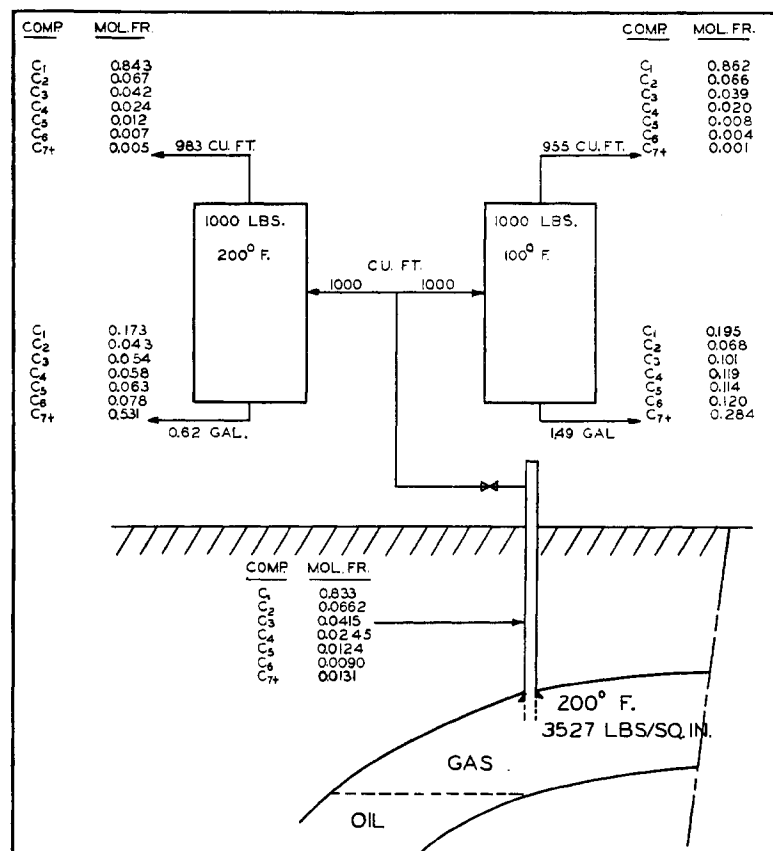 COMP. MOL. FR.
C1 0.843
C2 0.067
C3 0.042
C4 0.024
C5 0.012
C6 0.007
C7+ 0.005
983 CU. FT.
COMP. MOL. FR.
C1 0.862
C2 0.066
C3 0.039
C4 0.020
C5 0.008
C6 0.004
C7+ 0.001
955 CU. FT.
1000 LBS.
200° F.
1000 LBS.
100° F.
CU. FT.
1000 1000
C1 0.173
C2 0.043
C3 0.054
C4 0.058
C5 0.063
C6 0.078
C7+ 0.531
0.62 GAL.
C1 0.195
C2 0.068
C3 0.101
C4 0.119
C5 0.114
C6 0.120
C7+ 0.284
1.49 GAL
COMP. MOL. FR.
C1 0.833
C2 0.0662
C3 0.0415
C4 0.0245
C5 0.0124
C6 0.0090
C7+ 0.0131
200° F.
3527 LBS/SQ.IN.
GAS
OIL